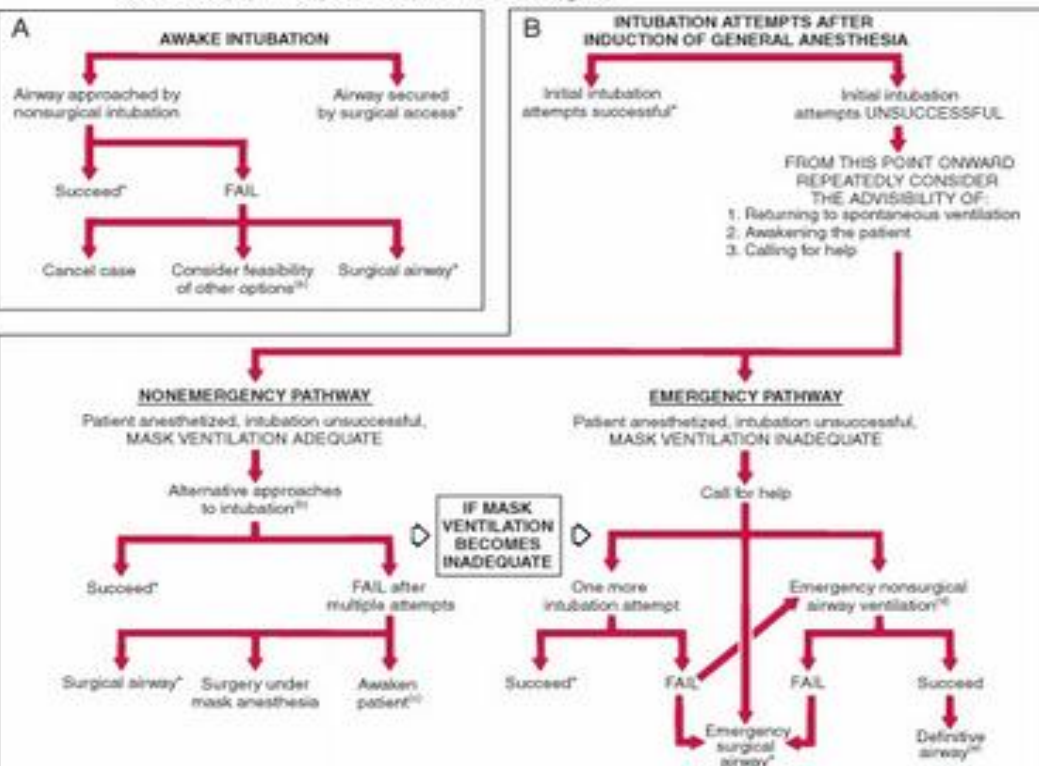 A
AWAKE INTUBATION
Airway approached by
nonsurgical intubation
Airway secured
by surgical access*
Succeed*
FAIL
Cancel case
Consider feasibility
of other options
Surgical airway*
B
INTUBATION ATTEMPTS AFTER
INDUCTION OF GENERAL ANESTHESIA
Initial intubation
attempts successful*
Initial intubation
attempts UNSUCCESSFUL
FROM THIS POINT ONWARD
REPEATEDLY CONSIDER
THE ADVISIBILITY OF:
1. Returning to spontaneous ventilation
2. Awakening the patient
3. Calling for help
NONEMERGENCY PATHWAY
Patient anesthetized, intubation unsuccessful,
MASK VENTILATION ADEQUATE
Alternative approaches
to intubation
Succeed*
FAIL after
multiple attempts
Surgical airway*
Surgery under
mask anesthesia
Awaken
patient
IF MASK
VENTILATION
BECOMES
INADEQUATE
EMERGENCY PATHWAY
Patient anesthetized, intubation unsuccessful,
MASK VENTILATION INADEQUATE
Call for help
One more
intubation attempt
Emergency nonsurgical
airway ventilation
Succeed*
FAIL
FAIL
Succeed
Emergency
surgical
airway*
Definitive
airway